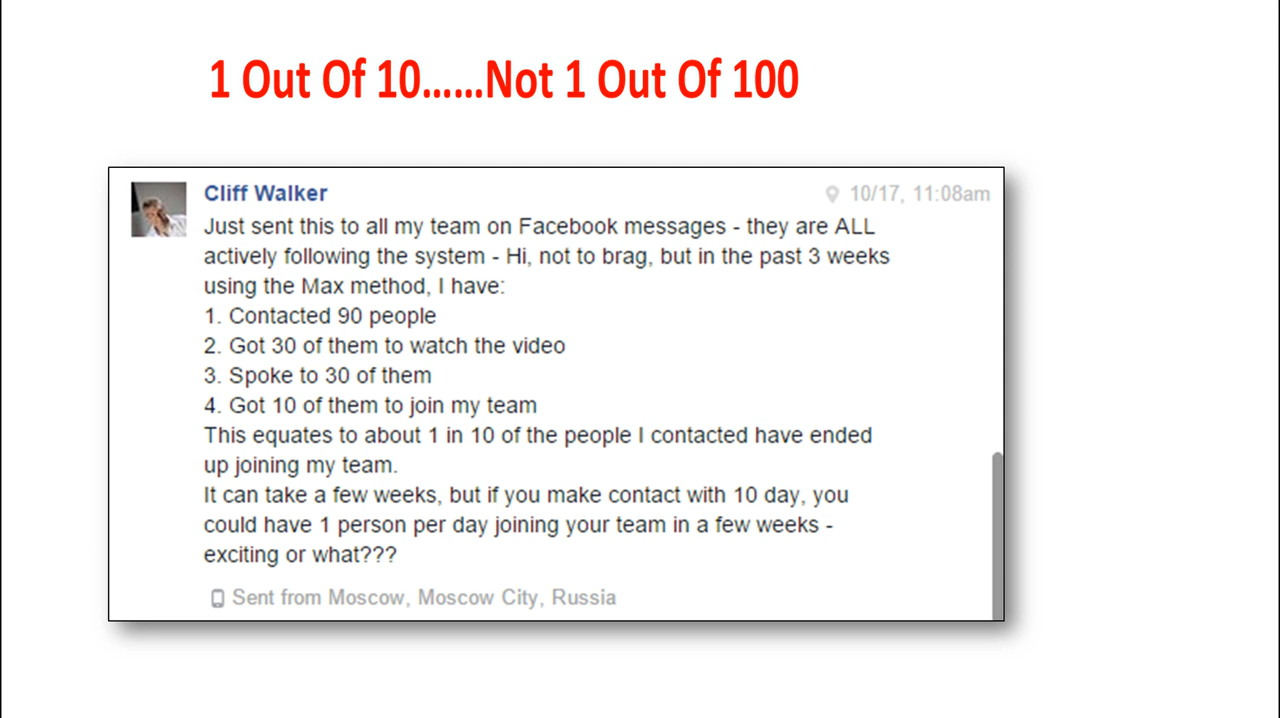 1 Out Of 10......Not 1 Out Of 100
Cliff Walker
10/17, 11:08am
Just sent this to all my team on Facebook messages - they are ALL
actively following the system - Hi, not to brag, but in the past 3 weeks
using the Max method, I have:
1. Contacted 90 people
2. Got 30 of them to watch the video
3. Spoke to 30 of them
4. Got 10 of them to join my team
This equates to about 1 in 10 of the people I contacted have ended
up joining my team.
It can take a few weeks, but if you make contact with 10 day, you
could have 1 person per day joining your team in a few weeks -
exciting or what???
Sent from Moscow, Moscow City, Russia